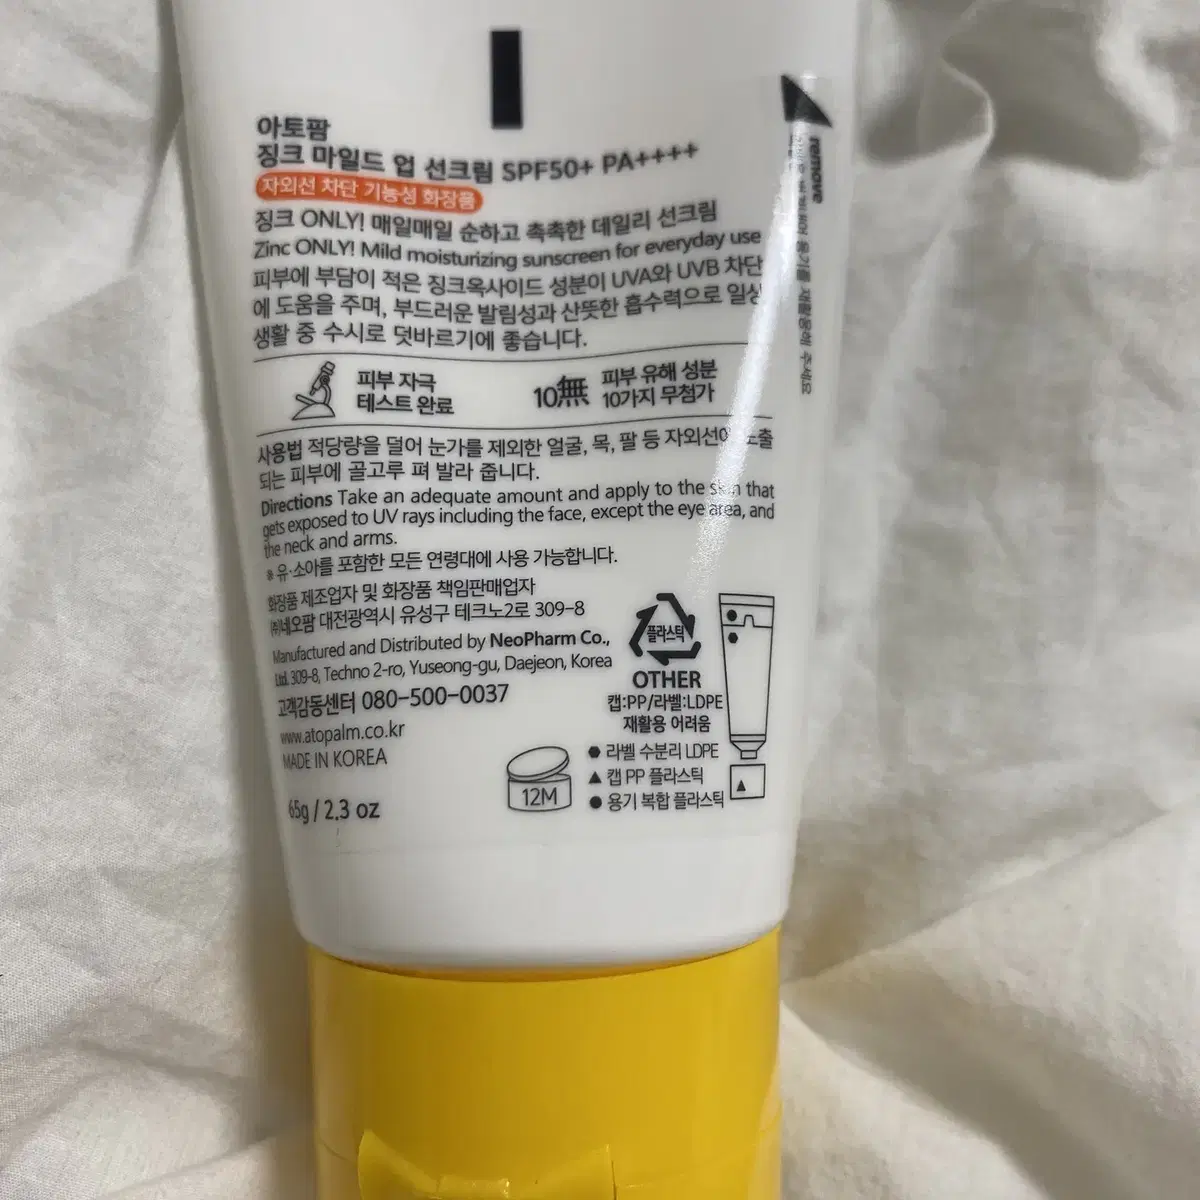 아토팜
징크 마일드 업 선크림 SPF50+ PA++++
자외선 차단 기능성 화장품
징크 ONLY! 매일매일 순하고 촉촉한 데일리 선크림
Zinc ONLY! Mild moisturizing sunscreen for everyday use
피부에 부담이 적은 징크옥사이드 성분이 UVA와 UVB 차단
에 도움을 주며, 부드러운 발림성과 산뜻한 흡수력으로 일상
생활 중 수시로 덧바르기에 좋습니다.
피부 자극
테스트 완료
10無
피부 유해 성분
10가지 무첨가
사용법 적당량을 덜어 눈가를 제외한 얼굴, 목, 팔 등 자외선에 노출
되는 피부에 골고루 펴 발라 줍니다.
Directions Take an adequate amount and apply to the skin that
gets exposed to UV rays including the face, except the eye area, and
the neck and arms.
※ 유·소아를 포함한 모든 연령대에 사용 가능합니다.
화장품 제조업자 및 화장품 책임판매업자
㈜네오팜 대전광역시 유성구 테크노2로 309-8
Manufactured and Distributed by NeoPharm Co.,
Ltd. 309-8, Techno 2-ro, Yuseong-gu, Daejeon, Korea
고객감동센터 080-500-0037
www.atopalm.co.kr
MADE IN KOREA
65g / 2.3 oz
12M
플라스틱
OTHER
캡:PP/라벨:LDPE
재활용 어려움
⬣ 라벨 수분리 LDPE
▲ 캡 PP 플라스틱
● 용기 복합 플라스틱
remove
용기를 재활용해 주세요